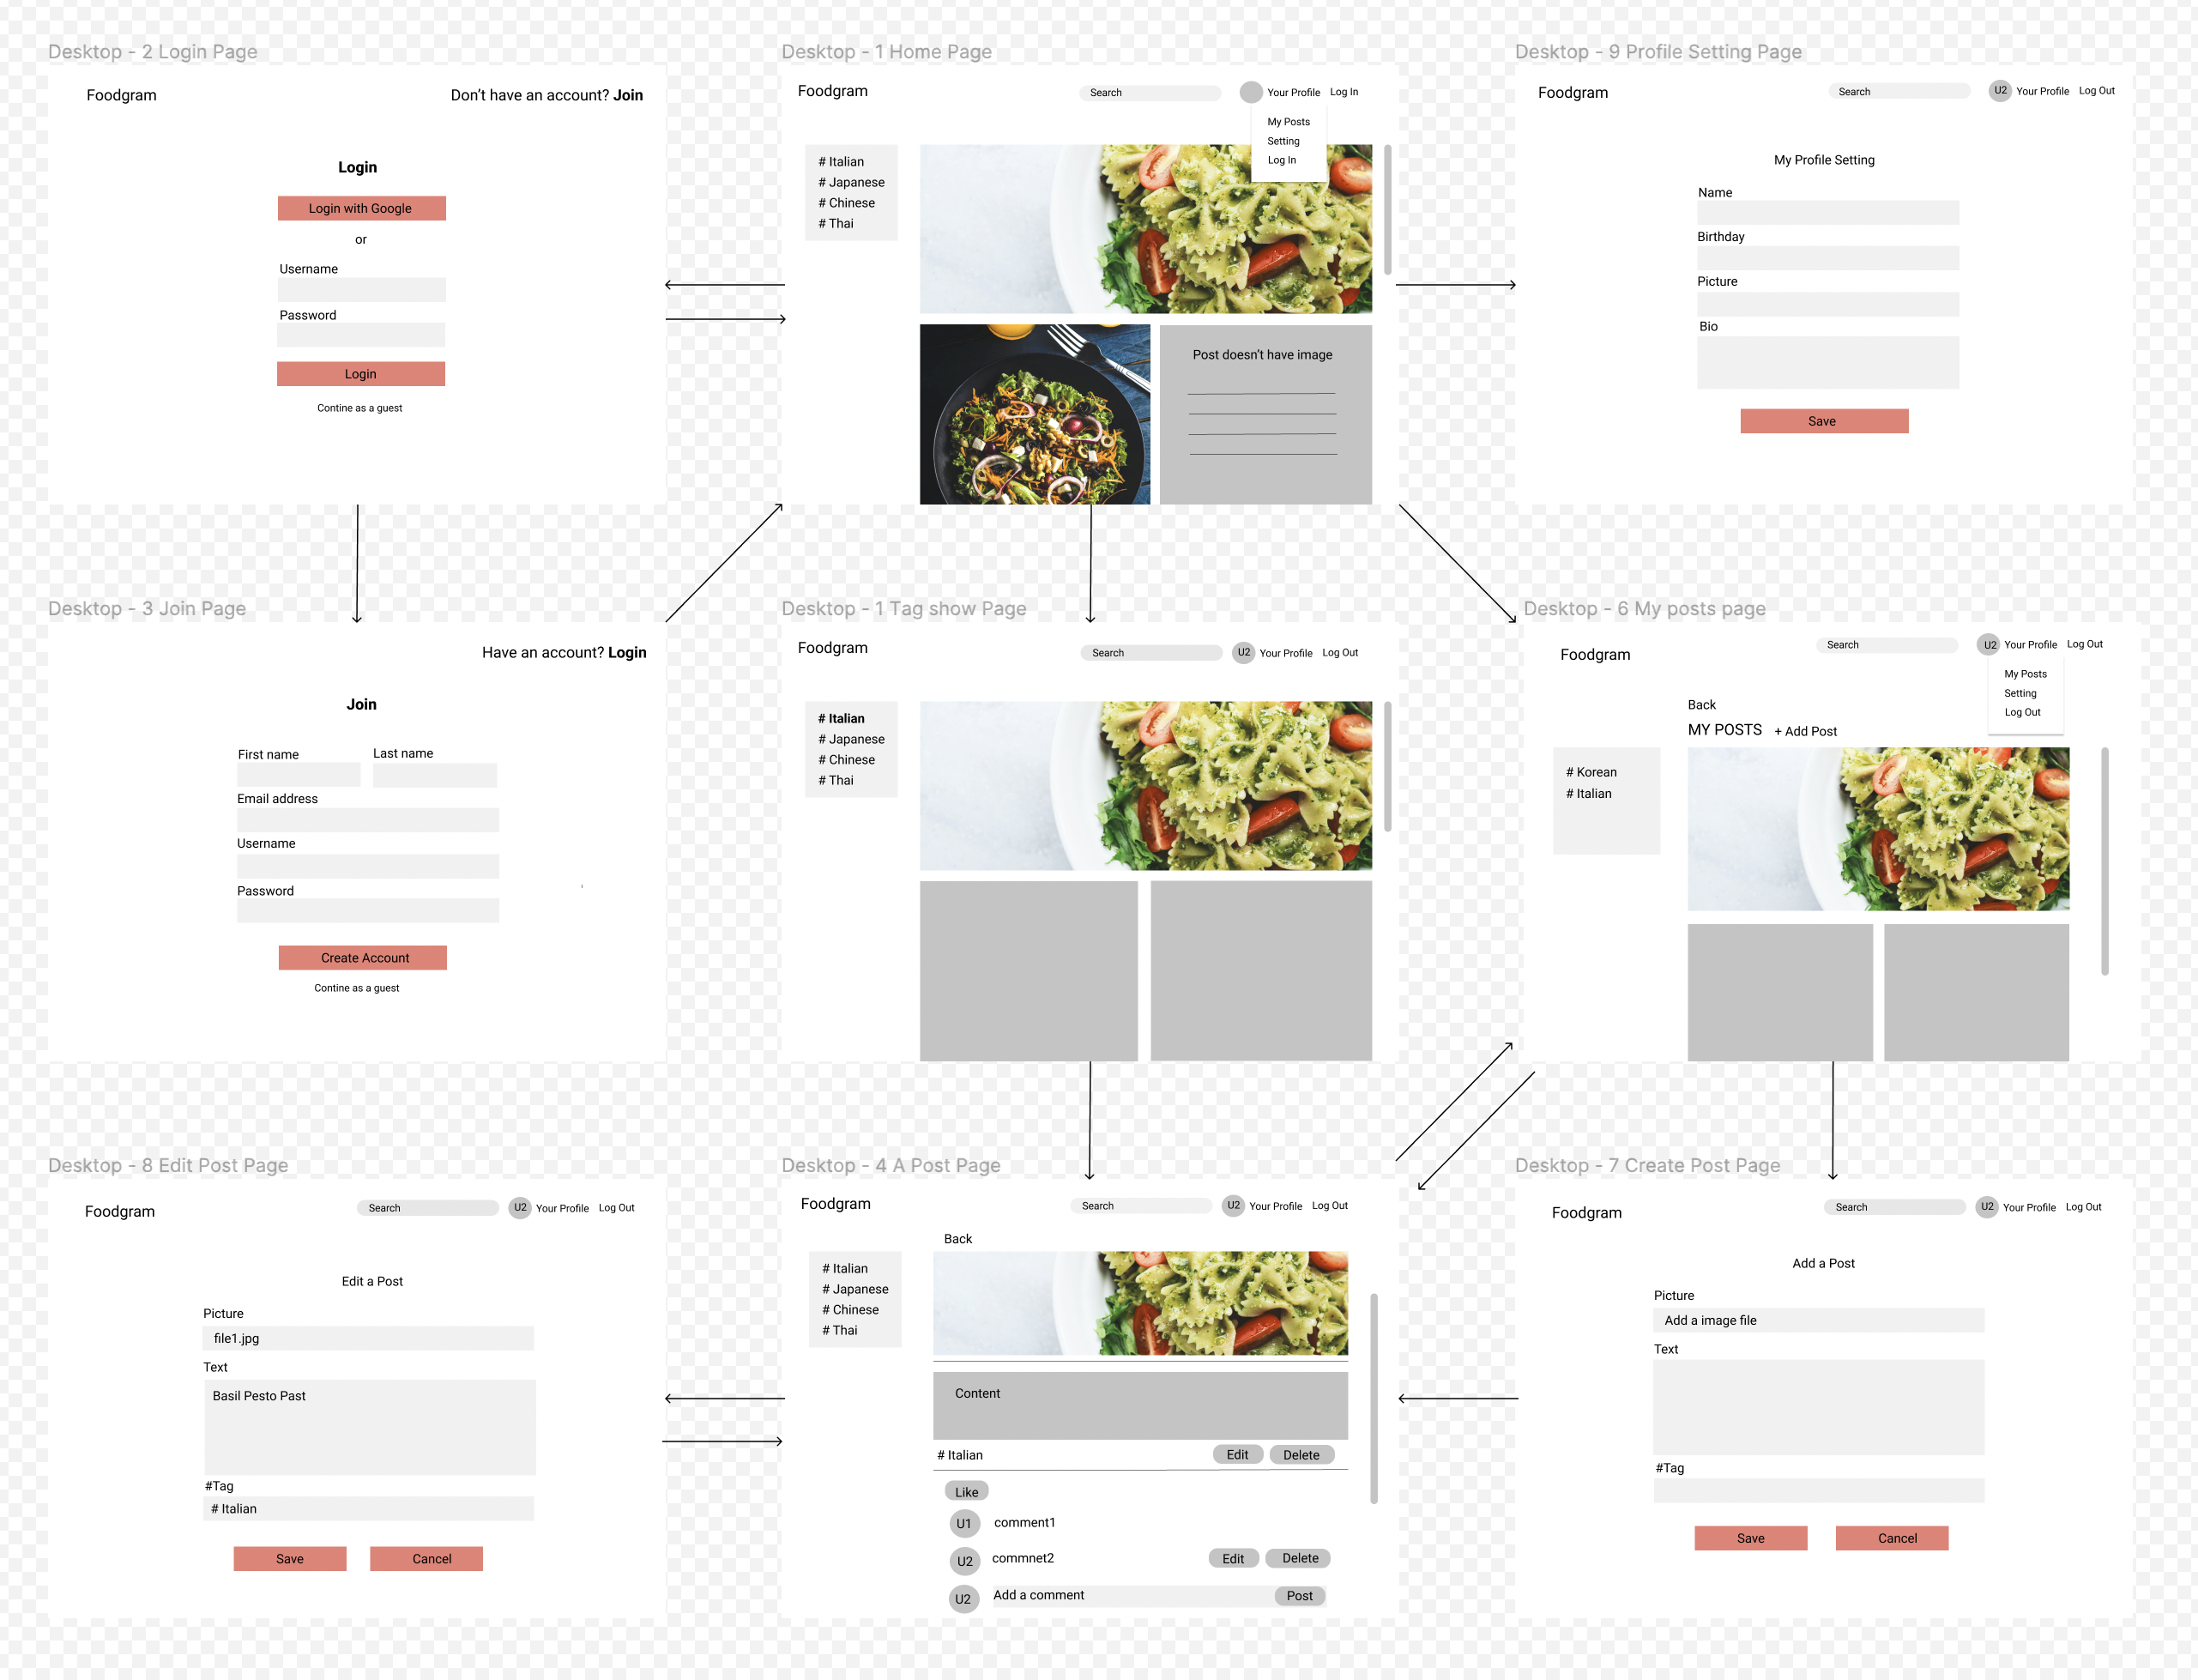 Desktop - 2 Login Page
Foodgram
Don't have an account? Join
Login
Login with Google
or
Username
Password
Login
Contine as a guest
Desktop - 1 Home Page
Foodgram
Search
Your Profile
Log In
My Posts
Setting
Log In
# Italian
# Japanese
# Chinese
# Thai
Post doesn't have image
Desktop - 9 Profile Setting Page
Foodgram
Search
U2
Your Profile
Log Out
My Profile Setting
Name
Birthday
Picture
Bio
Save
Desktop - 3 Join Page
Have an account? Login
Join
First name
Last name
Email address
Username
Password
Create Account
Contine as a guest
Desktop - 1 Tag show Page
Foodgram
Search
U2
Your Profile
Log Out
# Italian
# Japanese
# Chinese
# Thai
Desktop - 6 My posts page
Foodgram
Search
U2
Your Profile
Log Out
My Posts
Setting
Log Out
Back
MY POSTS
+ Add Post
# Korean
# Italian
Desktop - 8 Edit Post Page
Foodgram
Search
U2
Your Profile
Log Out
Edit a Post
Picture
file1.jpg
Text
Basil Pesto Past
#Tag
# Italian
Save
Cancel
Desktop - 4 A Post Page
Foodgram
Search
U2
Your Profile
Log Out
Back
# Italian
# Japanese
# Chinese
# Thai
Content
# Italian
Edit
Delete
Like
U1
comment1
U2
commnet2
Edit
Delete
U2
Add a comment
Post
Desktop - 7 Create Post Page
Foodgram
Search
U2
Your Profile
Log Out
Add a Post
Picture
Add a image file
Text
#Tag
Save
Cancel